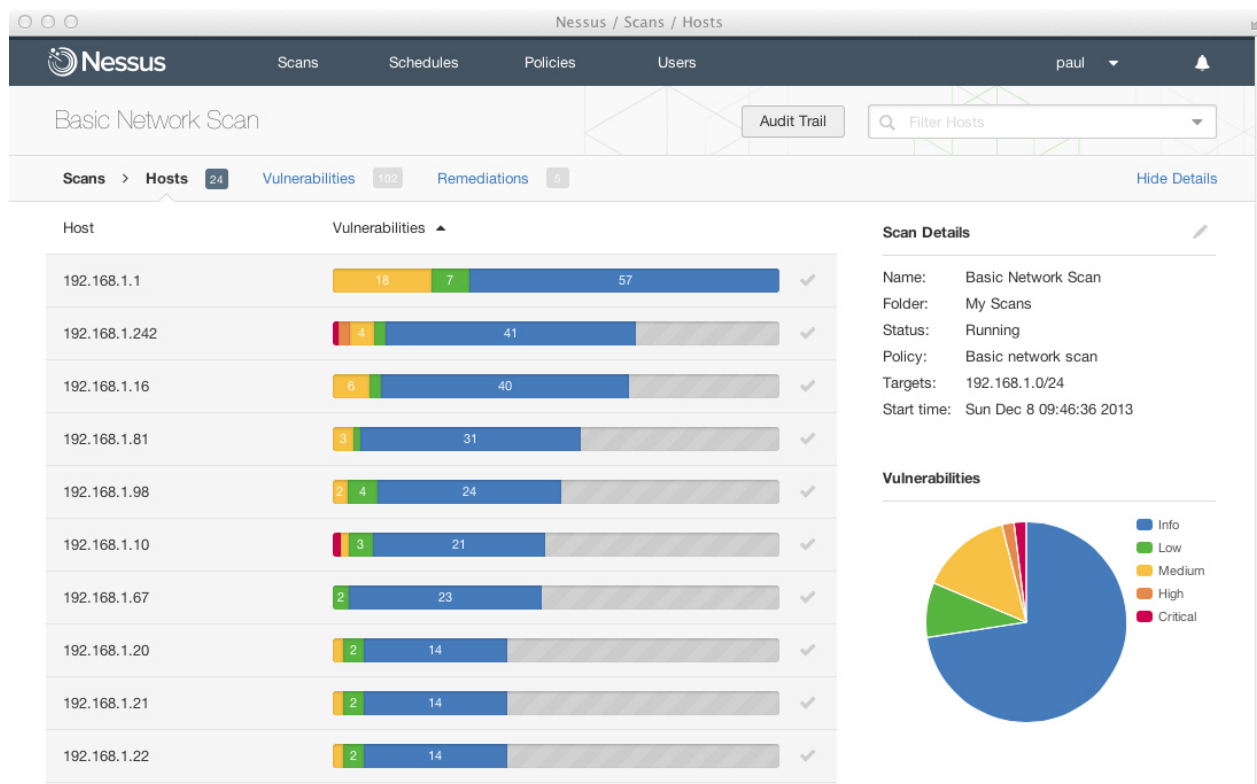 Nessus / Scans / Hosts
Nessus Scans Schedules Policies Users paul
Basic Network Scan Audit Trail Filter Hosts
Scans > Hosts 24 Vulnerabilities 102 Remediations 5 Hide Details
Host Vulnerabilities
192.168.1.1 18 7 57
192.168.1.242 4 41
192.168.1.16 6 40
192.168.1.81 3 31
192.168.1.98 2 4 24
192.168.1.10 3 21
192.168.1.67 2 23
192.168.1.20 2 14
192.168.1.21 2 14
192.168.1.22 2 14
Scan Details
Name: Basic Network Scan
Folder: My Scans
Status: Running
Policy: Basic network scan
Targets: 192.168.1.0/24
Start time: Sun Dec 8 09:46:36 2013
Vulnerabilities
Info
Low
Medium
High
Critical